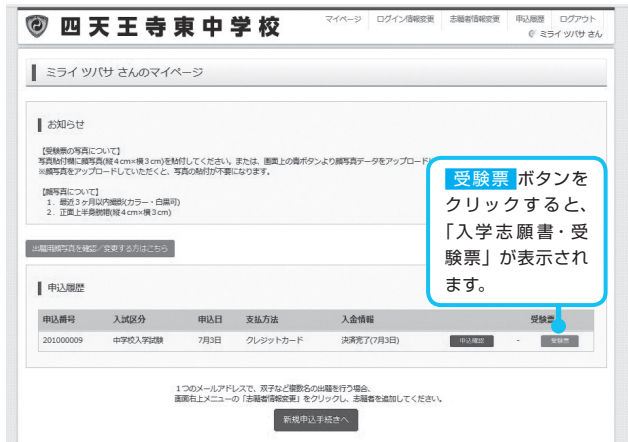 四天王寺東中学校
マイページ ログイン情報変更 志願者情報変更 申込履歴 ログアウト
ミライ ツバサ さん
ミライ ツバサ さんのマイページ
お知らせ
【受験票の写真について】
写真貼付欄に顔写真(縦4cm×横3cm)を貼付してください。または、画面上の青ボタンより顔写真データをアップロード
※顔写真をアップロードしていただくと、写真の貼付が不要になります。
【顔写真について】
1. 最近3ヶ月以内撮影(カラー・白黒可)
2. 正面上半身脱帽(縦4cm×横3cm)
受験票 ボタンを
クリックすると、
「入学志願書・受
験票」が表示され
ます。
出願用顔写真を確認/変更する方はこちら
申込履歴
申込番号 入試区分 申込日 支払方法 入金情報 受験票
201000009 中学校入学試験 7月3日 クレジットカード 決済完了(7月3日) 申込確認 - 受験票
1つのメールアドレスで、双子など複数名の出願を行う場合、
画面右上メニューの「志願者情報変更」をクリックし、志願者を追加してください。
新規申込手続きへ